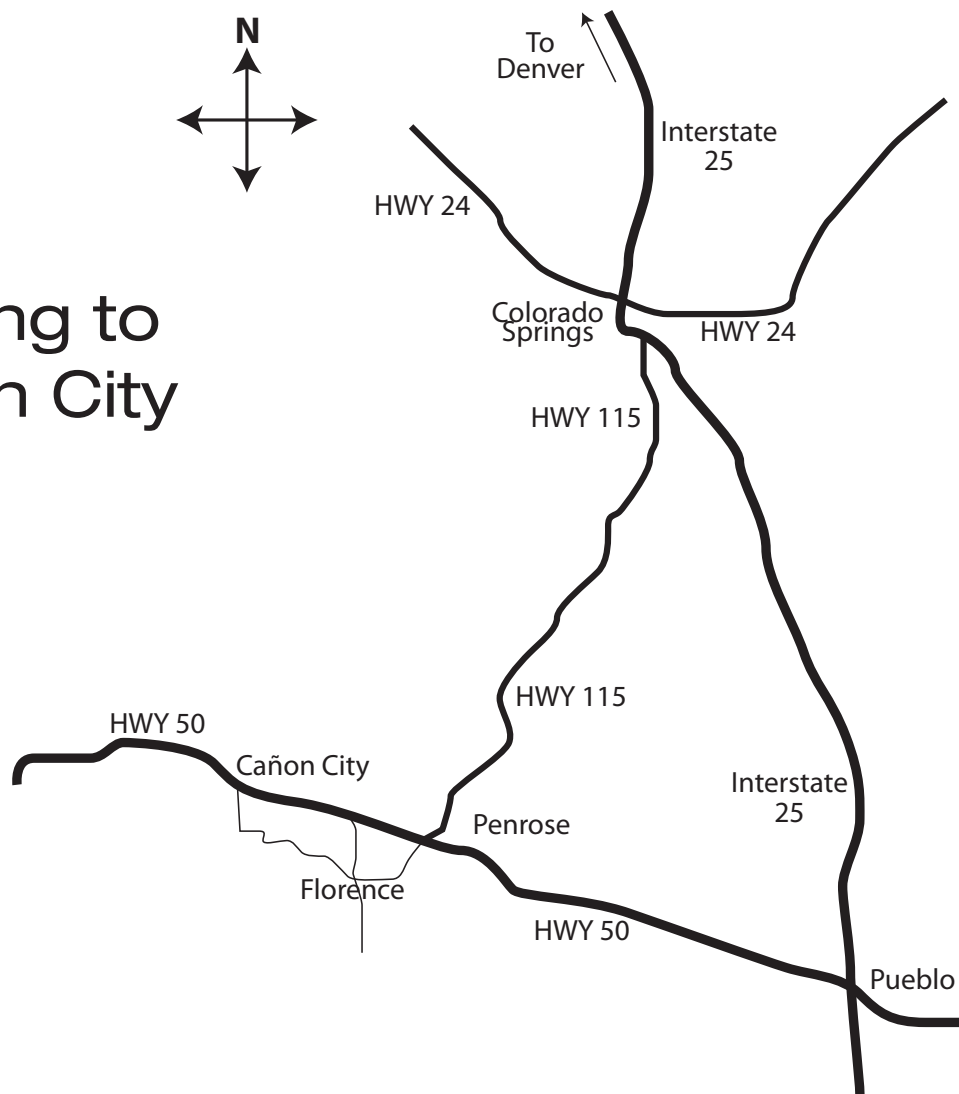 N
To
Denver
Interstate
25
HWY 24
ng to
n City
Colorado
Springs
HWY 24
HWY 115
HWY 115
HWY 50
Cañon City
Interstate
25
Penrose
Florence
HWY 50
Pueblo